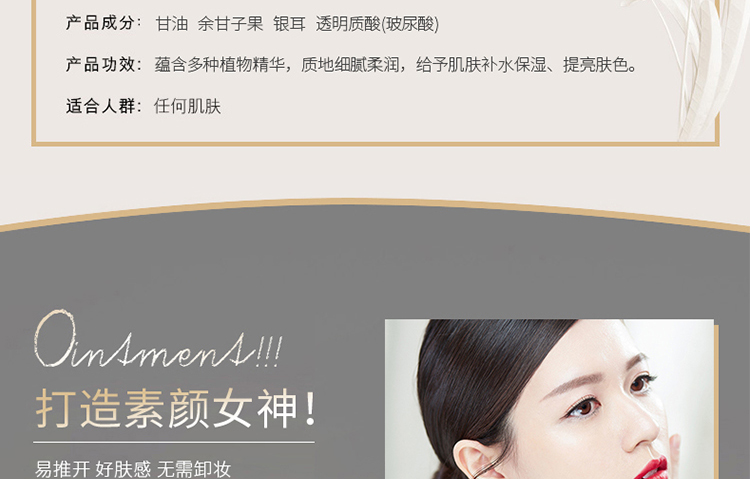 产品成分： 甘油 余甘子果 银耳 透明质酸(玻尿酸)
产品功效： 蕴含多种植物精华，质地细腻柔润，给予肌肤补水保湿、提亮肤色。
适合人群： 任何肌肤
Ointment!!!
打造素颜女神！
易推开 好肤感 无需卸妆